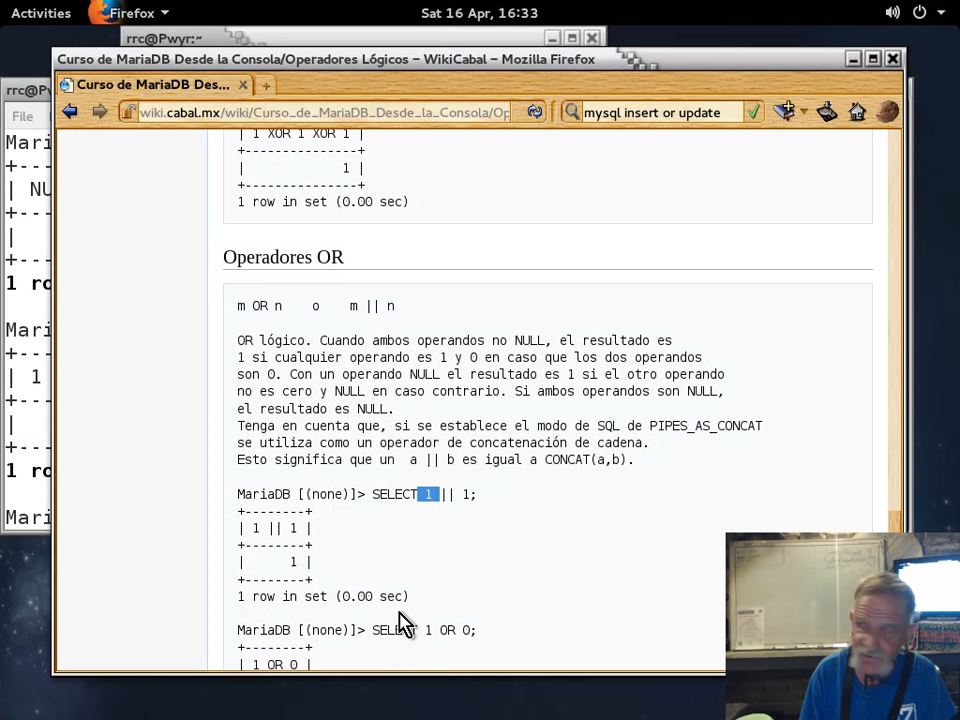 Activities Firefox Sat 16 Apr, 16:33
rrc@Pwyr:~
Curso de MariaDB Desde la Consola/Operadores Lógicos – WikiCabal – Mozilla Firefox
rrc@Pwy
Curso de MariaDB Des... × +
File
wiki.cabal.mx/wiki/Curso_de_MariaDB_Desde_la_Consola/Op
mysql insert or update
Mari
+---
| NU
+---
|
+---
1 ro
Mari
+---
| 1
+---
|
+---
1 ro
Mari
| 1 XOR 1 XOR 1 |
+---------------+
| 1 |
+---------------+
1 row in set (0.00 sec)
Operadores OR
m OR n o m || n
OR lógico. Cuando ambos operandos no NULL, el resultado es
1 si cualquier operando es 1 y 0 en caso que los dos operandos
son 0. Con un operando NULL el resultado es 1 si el otro operando
no es cero y NULL en caso contrario. Si ambos operandos son NULL,
el resultado es NULL.
Tenga en cuenta que, si se establece el modo de SQL de PIPES_AS_CONCAT
se utiliza como un operador de concatenación de cadena.
Esto significa que un a || b es igual a CONCAT(a,b).
MariaDB [(none)]> SELECT 1 || 1;
+--------+
| 1 || 1 |
+--------+
| 1 |
+--------+
1 row in set (0.00 sec)
MariaDB [(none)]> SELECT 1 OR 0;
+--------+
| 1 OR 0 |